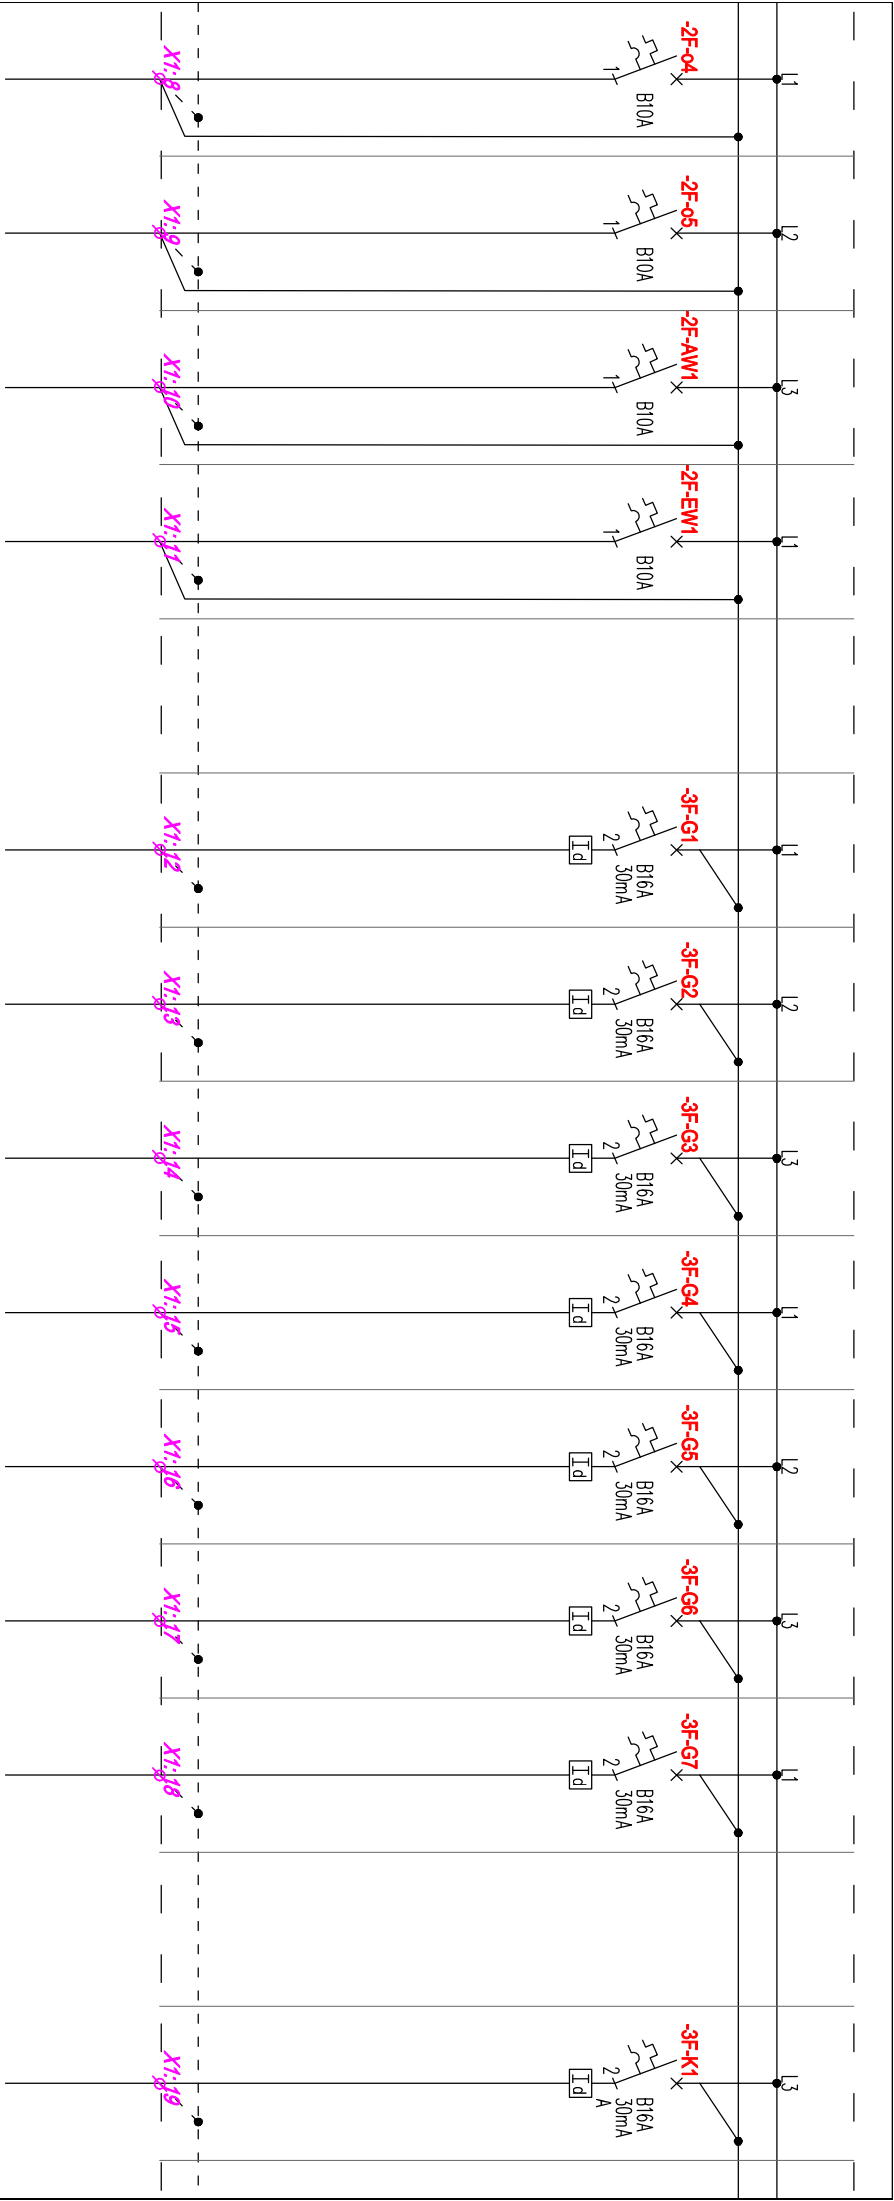 L1
-2F-o4
1
B10A
X1:8
L2
-2F-o5
1
B10A
X1:9
L3
-2F-AW1
1
B10A
X1:10
L1
-2F-EW1
1
B10A
X1:11
L1
-3F-G1
2
B16A
30mA
Id
X1:12
L2
-3F-G2
2
B16A
30mA
Id
X1:13
L3
-3F-G3
2
B16A
30mA
Id
X1:14
L1
-3F-G4
2
B16A
30mA
Id
X1:15
L2
-3F-G5
2
B16A
30mA
Id
X1:16
L3
-3F-G6
2
B16A
30mA
Id
X1:17
L1
-3F-G7
2
B16A
30mA
Id
X1:18
L3
-3F-K1
2
B16A
30mA
A
Id
X1:19